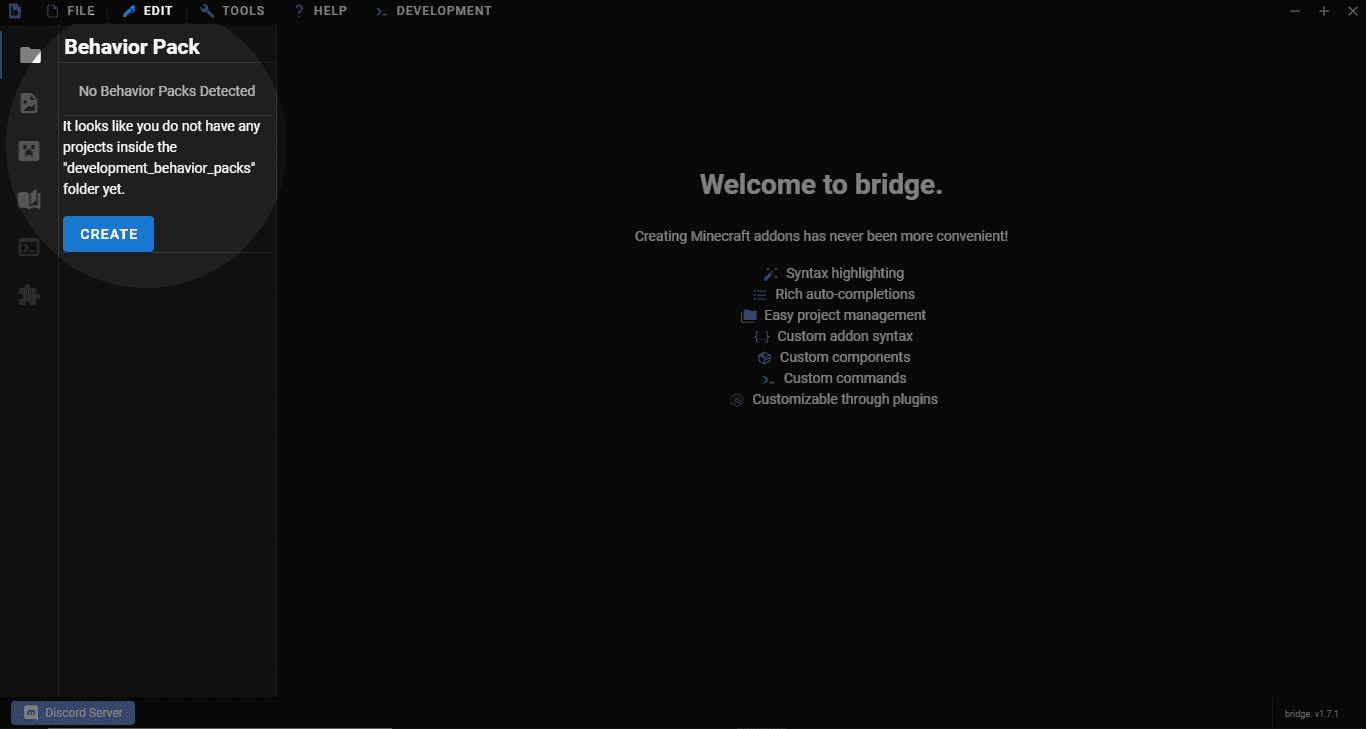 FILE EDIT TOOLS HELP DEVELOPMENT
Behavior Pack
No Behavior Packs Detected
It looks like you do not have any
projects inside the
"development_behavior_packs"
folder yet.
CREATE
Welcome to bridge.
Creating Minecraft addons has never been more convenient!
Syntax highlighting
Rich auto-completions
Easy project management
Custom addon syntax
Custom components
Custom commands
Customizable through plugins
Discord Server
bridge. v1.7.1